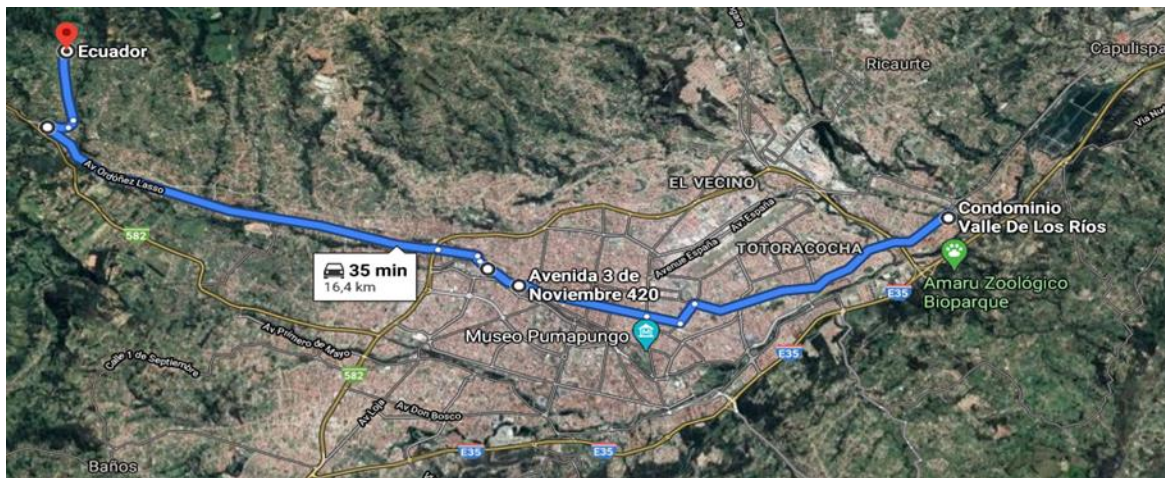 Ecuador
Ricaurte
Capulispa
Via Nu
Av Ordóñez Lasso
EL VECINO
Av. España
Condominio
Valle De Los Ríos
582
TOTORACOCHA
Avenue España
35 min
16,4 km
Avenida 3 de
Noviembre 420
Amaru Zoológico
Bioparque
E35
Museo Pumapungo
Av Primero de Mayo
Calle 1 de Septiembre
E35
582
Av Loja
Av Don Bosco
E35
E35
Baños